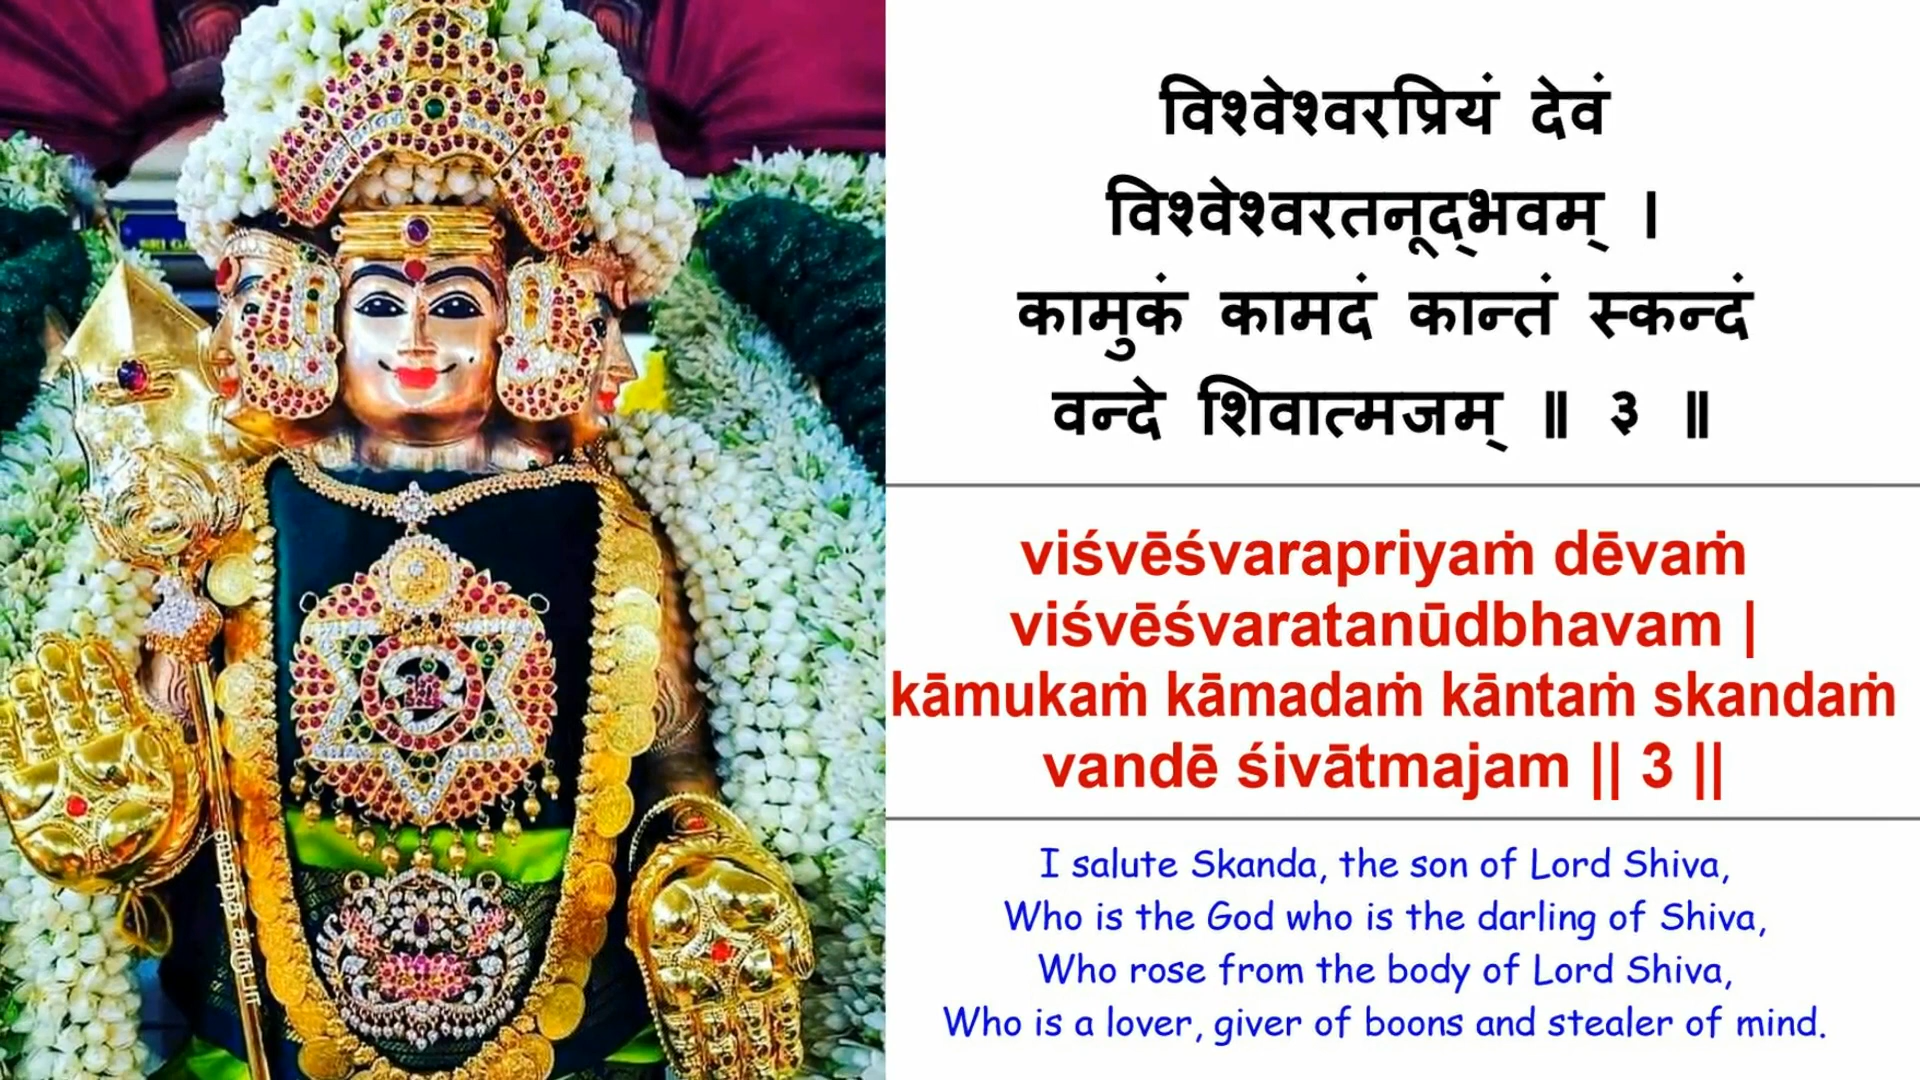 विश्वेश्वरप्रियं देवं
विश्वेश्वरतनूद्भवम् ।
कामुकं कामदं कान्तं स्कन्दं
वन्दे शिवात्मजम् ॥ ३ ॥
viśvēśvarapriyaṁ dēvaṁ
viśvēśvaratanūdbhavam |
kāmukaṁ kāmadaṁ kāntaṁ skandaṁ
vandē śivātmajam || 3 ||
I salute Skanda, the son of Lord Shiva,
Who is the God who is the darling of Shiva,
Who rose from the body of Lord Shiva,
Who is a lover, giver of boons and stealer of mind.